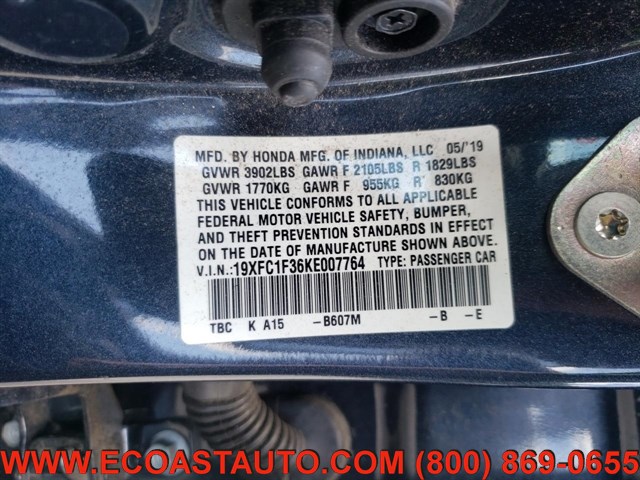 MFD. BY HONDA MFG. OF INDIANA, LLC 05/'19
GVWR 3902LBS GAWR F 2105LBS R 1829LBS
GVWR 1770KG GAWR F 955KG R 830KG
THIS VEHICLE CONFORMS TO ALL APPLICABLE
FEDERAL MOTOR VEHICLE SAFETY, BUMPER,
AND THEFT PREVENTION STANDARDS IN EFFECT
ON THE DATE OF MANUFACTURE SHOWN ABOVE.
V.I.N.:19XFC1F36KE007764 TYPE: PASSENGER CAR
TBC K A15 -B607M -B -E
WWW.ECOASTAUTO.COM (800) 869-0655